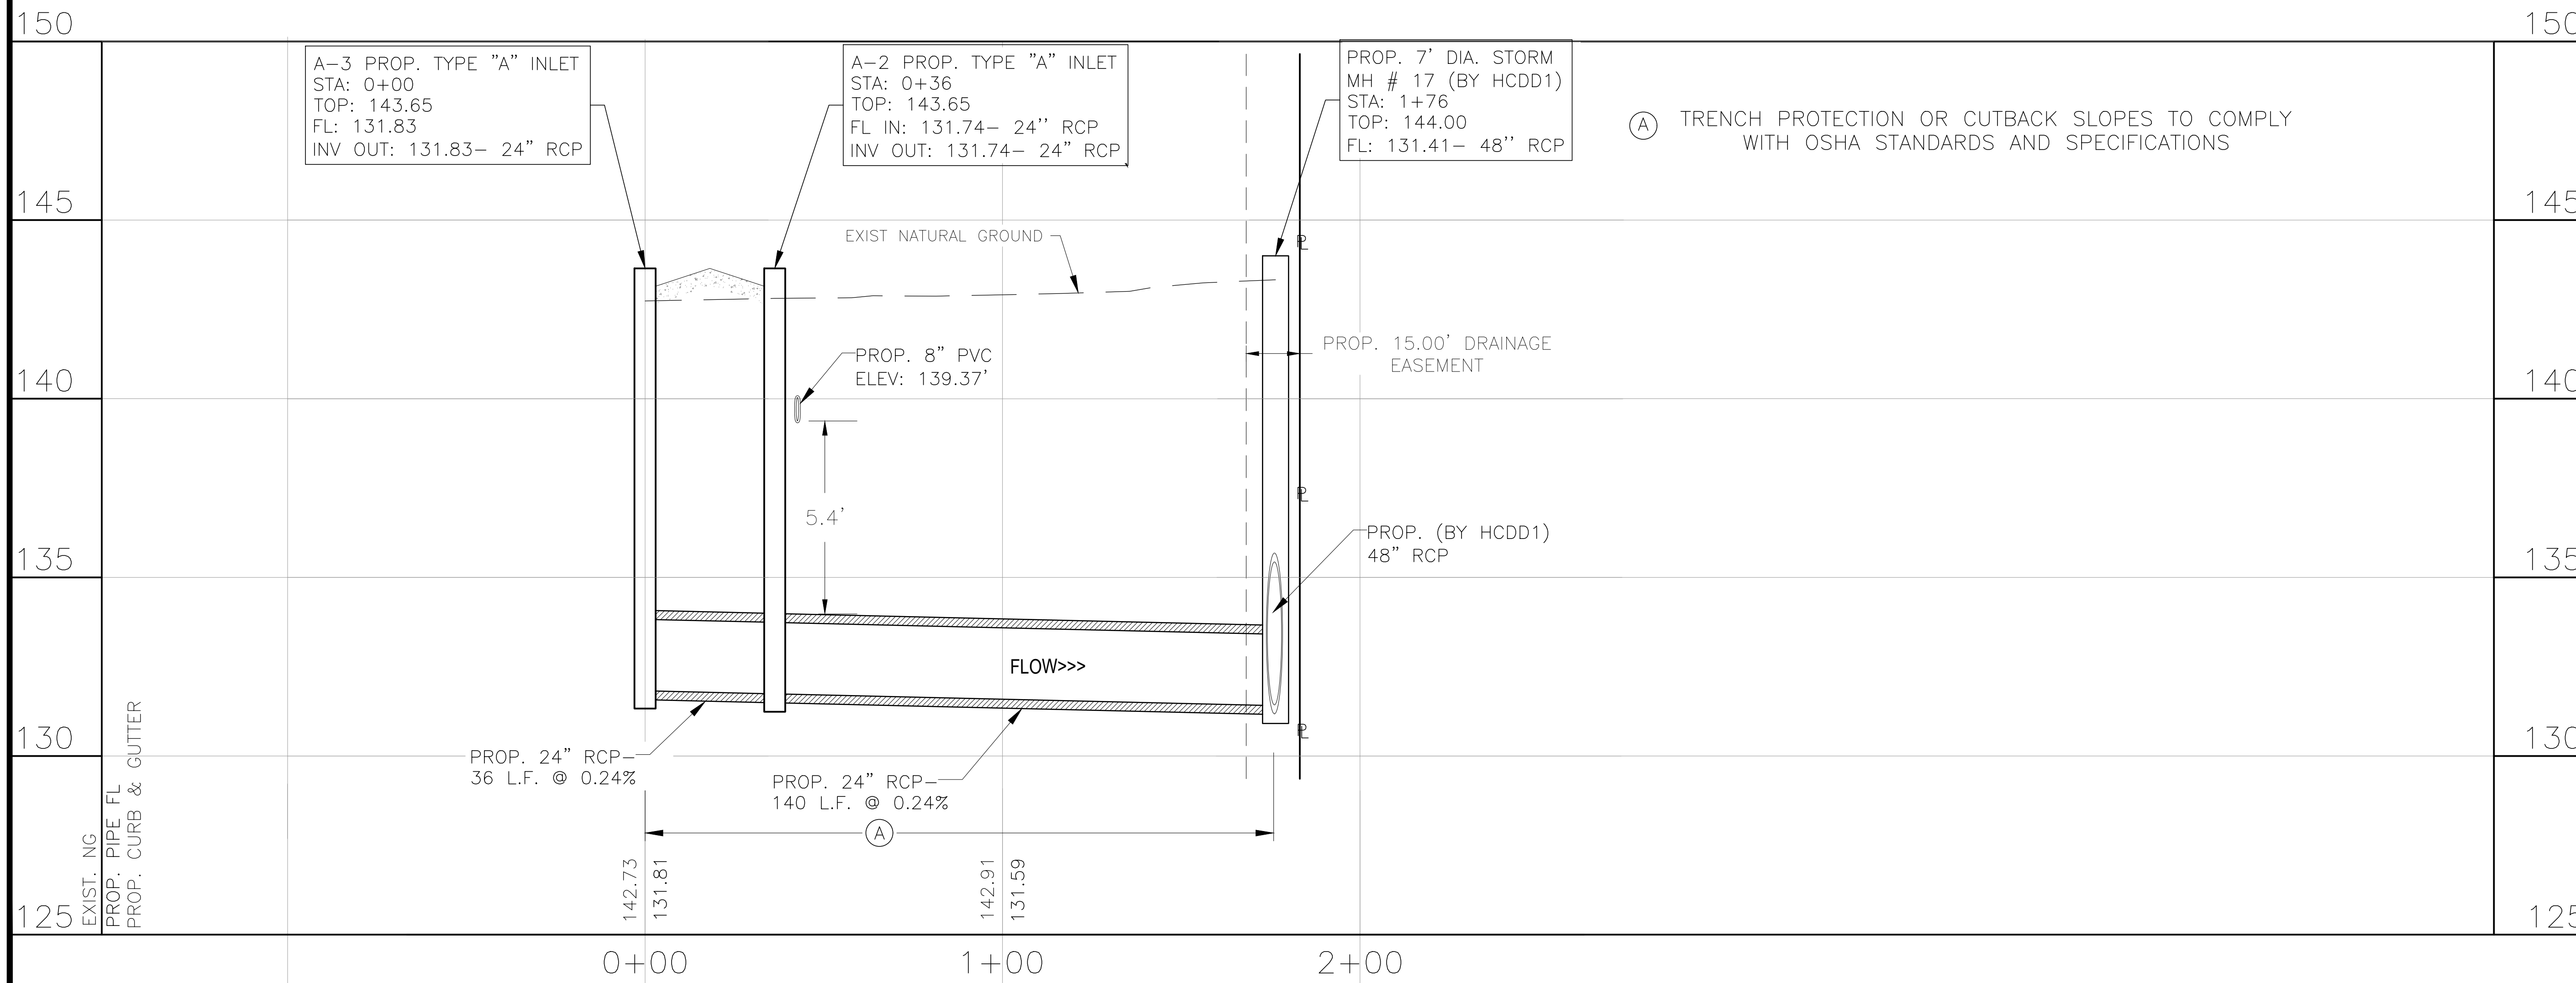 150
150
A-3 PROP. TYPE "A" INLET
STA: 0+00
TOP: 143.65
FL: 131.83
INV OUT: 131.83- 24" RCP
A-2 PROP. TYPE "A" INLET
STA: 0+36
TOP: 143.65
FL IN: 131.74- 24'' RCP
INV OUT: 131.74- 24" RCP
PROP. 7' DIA. STORM
MH # 17 (BY HCDD1)
STA: 1+76
TOP: 144.00
FL: 131.41- 48'' RCP
A
TRENCH PROTECTION OR CUTBACK SLOPES TO COMPLY
WITH OSHA STANDARDS AND SPECIFICATIONS
145
145
EXIST NATURAL GROUND
PL
PROP. 15.00' DRAINAGE
EASEMENT
PROP. 8" PVC
ELEV: 139.37'
140
140
5.4'
PL
PROP. (BY HCDD1)
48" RCP
135
135
FLOW>>>
PL
130
130
PROP. 24" RCP-
36 L.F. @ 0.24%
PROP. 24" RCP-
140 L.F. @ 0.24%
A
EXIST. NG
PROP. PIPE FL
PROP. CURB & GUTTER
142.73
131.81
142.91
131.59
125
125
0+00
1+00
2+00